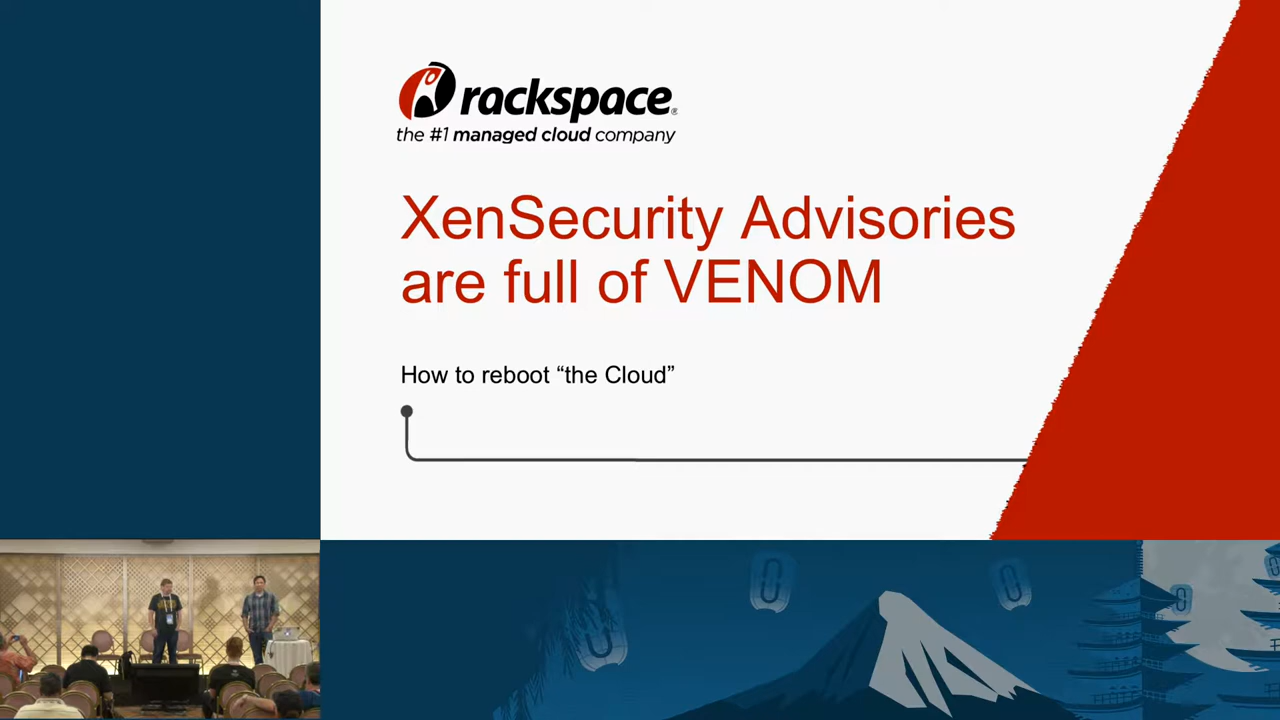 rackspace®
the #1 managed cloud company
XenSecurity Advisories
are full of VENOM
How to reboot “the Cloud”